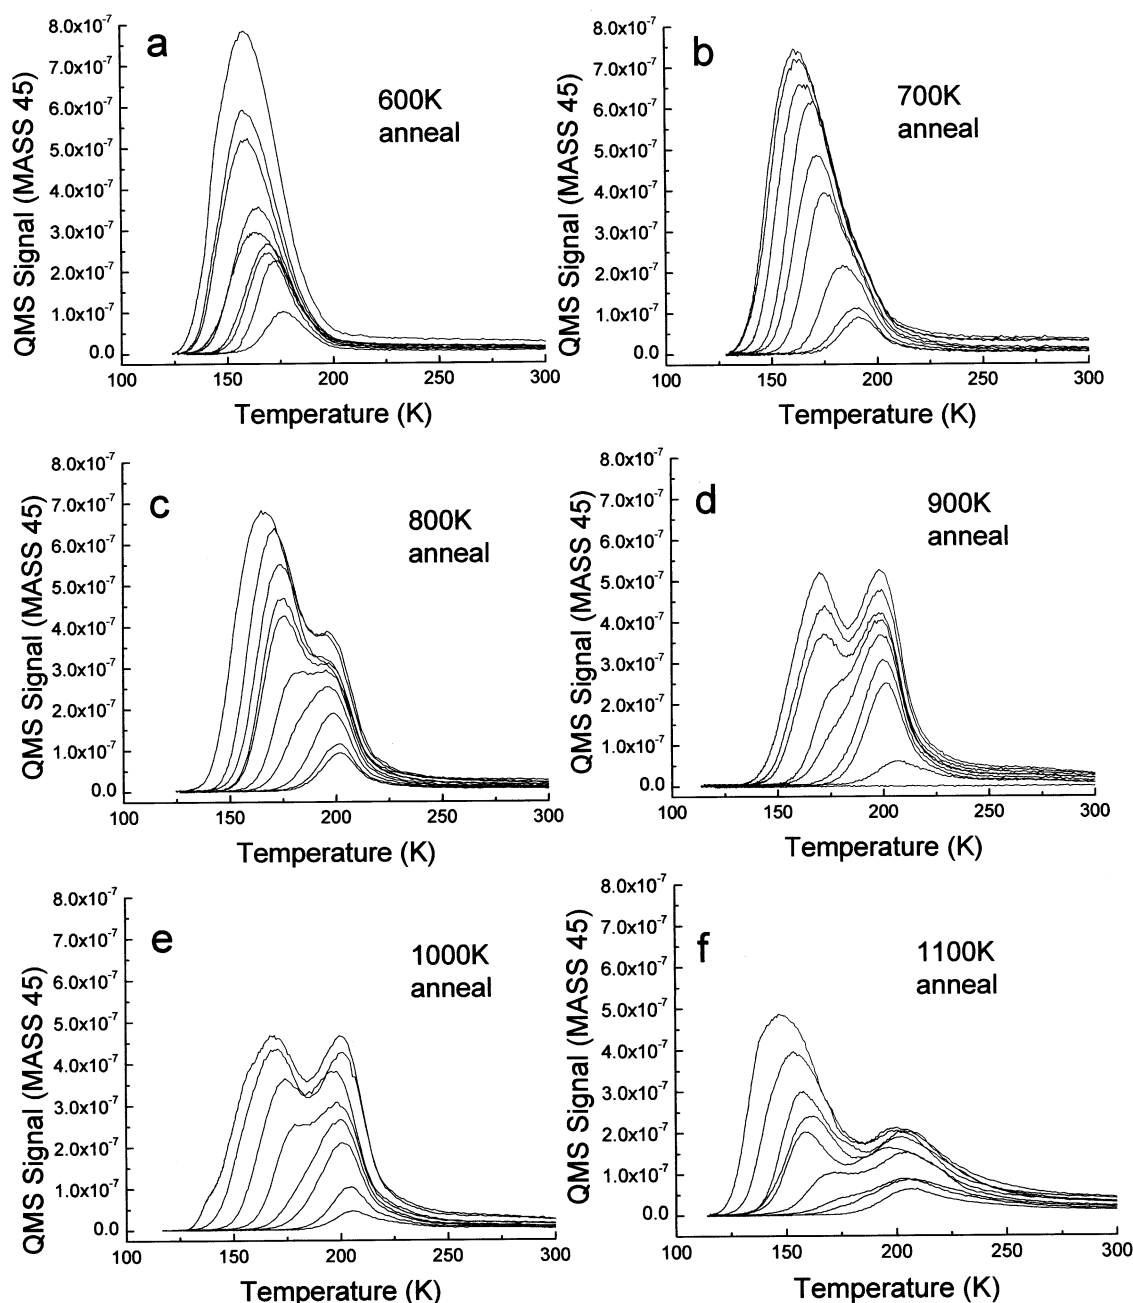 a
600K
anneal
QMS Signal (MASS 45)
8.0x10⁻⁷
7.0x10⁻⁷
6.0x10⁻⁷
5.0x10⁻⁷
4.0x10⁻⁷
3.0x10⁻⁷
2.0x10⁻⁷
1.0x10⁻⁷
0.0
100 150 200 250 300
Temperature (K)
b
700K
anneal
QMS Signal (MASS 45)
8.0x10⁻⁷
7.0x10⁻⁷
6.0x10⁻⁷
5.0x10⁻⁷
4.0x10⁻⁷
3.0x10⁻⁷
2.0x10⁻⁷
1.0x10⁻⁷
0.0
100 150 200 250 300
Temperature (K)
c
800K
anneal
QMS Signal (MASS 45)
8.0x10⁻⁷
7.0x10⁻⁷
6.0x10⁻⁷
5.0x10⁻⁷
4.0x10⁻⁷
3.0x10⁻⁷
2.0x10⁻⁷
1.0x10⁻⁷
0.0
100 150 200 250 300
Temperature (K)
d
900K
anneal
QMS Signal (MASS 45)
8.0x10⁻⁷
7.0x10⁻⁷
6.0x10⁻⁷
5.0x10⁻⁷
4.0x10⁻⁷
3.0x10⁻⁷
2.0x10⁻⁷
1.0x10⁻⁷
0.0
100 150 200 250 300
Temperature (K)
e
1000K
anneal
QMS Signal (MASS 45)
8.0x10⁻⁷
7.0x10⁻⁷
6.0x10⁻⁷
5.0x10⁻⁷
4.0x10⁻⁷
3.0x10⁻⁷
2.0x10⁻⁷
1.0x10⁻⁷
0.0
100 150 200 250 300
Temperature (K)
f
1100K
anneal
QMS Signal (MASS 45)
8.0x10⁻⁷
7.0x10⁻⁷
6.0x10⁻⁷
5.0x10⁻⁷
4.0x10⁻⁷
3.0x10⁻⁷
2.0x10⁻⁷
1.0x10⁻⁷
0.0
100 150 200 250 300
Temperature (K)